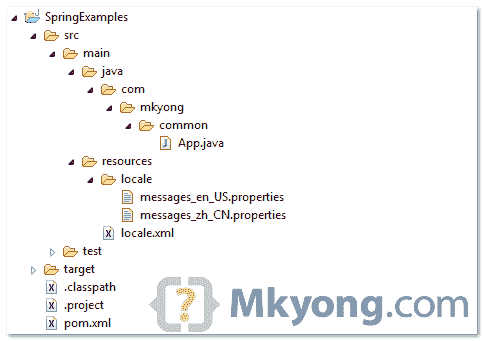 SpringExamples
src
main
java
com
mkyong
common
App.java
resources
locale
messages_en_US.properties
messages_zh_CN.properties
locale.xml
test
target
.classpath
.project
pom.xml
{?} Mkyong.com